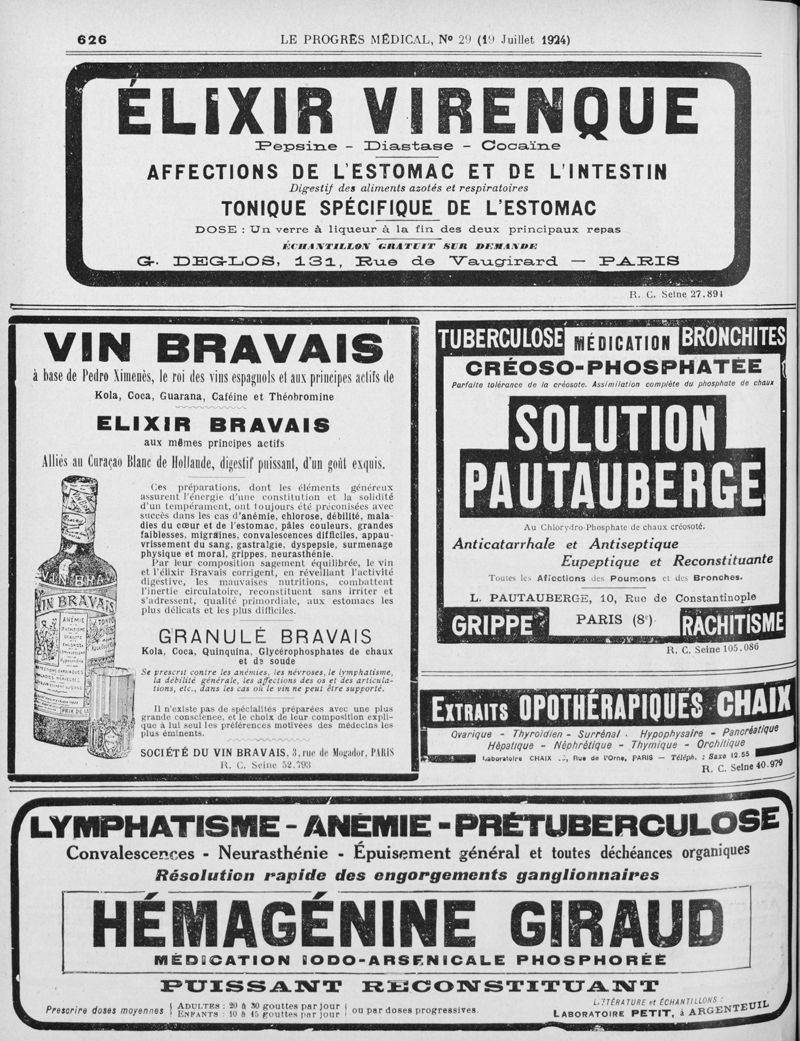 626
LE PROGRÈS MÉDICAL, No 29 (19 Juillet 1924)
ÉLIXIR VIRENQUE
Pepsine - Diastase - Cocaïne
AFFECTIONS DE L'ESTOMAC ET DE L'INTESTIN
Digestif des aliments azotés et respiratoires
TONIQUE SPÉCIFIQUE DE L'ESTOMAC
DOSE : Un verre à liqueur à la fin des deux principaux repas
ÉCHANTILLON GRATUIT SUR DEMANDE
G. DEGLOS, 131, Rue de Vaugirard — PARIS
R. C. Seine 27.894
VIN BRAVAIS
à base de Pedro Ximenès, le roi des vins espagnols et aux principes actifs de
Kola, Coca, Guarana, Caféine et Théobromine
ELIXIR BRAVAIS
aux mêmes principes actifs
Alliés au Curaçao Blanc de Hollande, digestif puissant, d'un goût exquis.
Ces préparations, dont les éléments généreux
assurent l'énergie d'une constitution et la solidité
d'un tempérament, ont toujours été préconisées avec
succès dans les cas d'anémie, chlorose, débilité, mala-
dies du cœur et de l'estomac, pâles couleurs, grandes
faiblesses, migraines, convalescences difficiles, appau-
vrissement du sang, gastralgie, dyspepsie, surmenage
physique et moral, grippes, neurasthénie.
Par leur composition sagement équilibrée, le vin
et l'élixir Bravais corrigent, en réveillant l'activité
digestive, les mauvaises nutritions, combattent
l'inertie circulatoire, reconstituent sans irriter et
s'adressent, qualité primordiale, aux estomacs les
plus délicats et les plus difficiles.
VIN BRAVAIS
ANÉMIE
GRANULÉ BRAVAIS
Kola, Coca, Quinquina, Glycérophosphates de chaux
et de soude
Se prescrit contre les anémies, les névroses, le lymphatisme,
la débilité générale, les affections des os et des articula-
tions, etc., dans les cas où le vin ne peut être supporté.
Il n'existe pas de spécialités préparées avec une plus
grande conscience, et le choix de leur composition expli-
que à lui seul les préférences motivées des médecins les
plus éminents.
SOCIÉTÉ DU VIN BRAVAIS, 3, rue de Mogador, PARIS
R. C. Seine 52.793
TUBERCULOSE MÉDICATION BRONCHITES
CRÉOSO-PHOSPHATÉE
Parfaite tolérance de la créosote. Assimilation complète du phosphate de chaux
SOLUTION
PAUTAUBERGE
Au Chlorydro-Phosphate de chaux créosoté.
Anticatarrhale et Antiseptique
Eupeptique et Reconstituante
Toutes les Affections des Poumons et des Bronches.
L. PAUTAUBERGE, 10, Rue de Constantinople
GRIPPE PARIS (8e) RACHITISME
R. C. Seine 105.086
EXTRAITS OPOTHÉRAPIQUES CHAIX
Ovarique - Thyroïdien - Surrénal - Hypophysaire - Pancréatique
Hépatique - Néphrétique - Thymique - Orchitique
Laboratoire CHAIX Rue de l'Orne, PARIS — Téléph. : Saxe 12.55
R. C. Seine 40.979
LYMPHATISME - ANÉMIE - PRÉTUBERCULOSE
Convalescences - Neurasthénie - Épuisement général et toutes déchéances organiques
Résolution rapide des engorgements ganglionnaires
HÉMAGÉNINE GIRAUD
MÉDICATION IODO-ARSENICALE PHOSPHORÉE
PUISSANT RECONSTITUANT
Prescrire doses moyennes { ADULTES : 20 à 30 gouttes par jour } ou par doses progressives.
ENFANTS : 10 à 15 gouttes par jour
LITTÉRATURE et ÉCHANTILLONS :
LABORATOIRE PETIT, à ARGENTEUIL